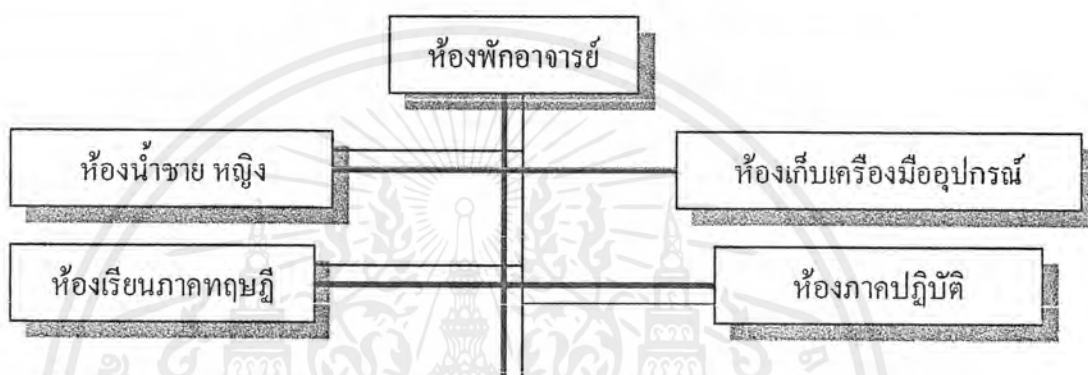 ห้องพักอาจารย์
ห้องน้ำชาย หญิง
ห้องเก็บเครื่องมืออุปกรณ์
ห้องเรียนภาคทฤษฎี
ห้องภาคปฏิบัติ